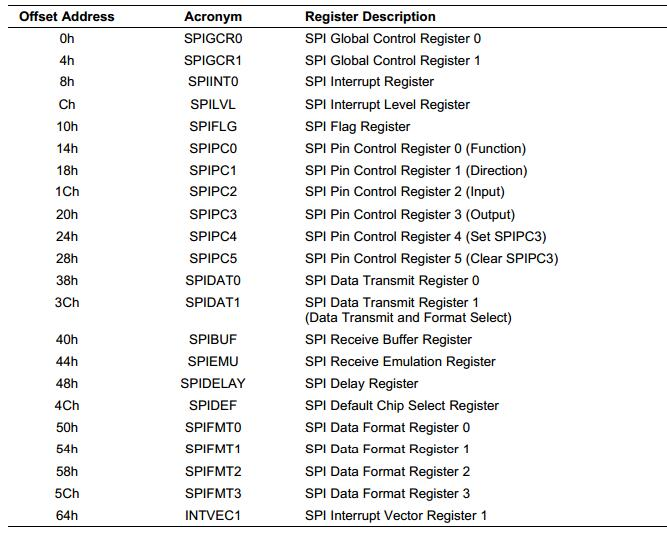 Offset Address Acronym Register Description
0h SPIGCR0 SPI Global Control Register 0
4h SPIGCR1 SPI Global Control Register 1
8h SPIINT0 SPI Interrupt Register
Ch SPILVL SPI Interrupt Level Register
10h SPIFLG SPI Flag Register
14h SPIPC0 SPI Pin Control Register 0 (Function)
18h SPIPC1 SPI Pin Control Register 1 (Direction)
1Ch SPIPC2 SPI Pin Control Register 2 (Input)
20h SPIPC3 SPI Pin Control Register 3 (Output)
24h SPIPC4 SPI Pin Control Register 4 (Set SPIPC3)
28h SPIPC5 SPI Pin Control Register 5 (Clear SPIPC3)
38h SPIDAT0 SPI Data Transmit Register 0
3Ch SPIDAT1 SPI Data Transmit Register 1
(Data Transmit and Format Select)
40h SPIBUF SPI Receive Buffer Register
44h SPIEMU SPI Receive Emulation Register
48h SPIDELAY SPI Delay Register
4Ch SPIDEF SPI Default Chip Select Register
50h SPIFMT0 SPI Data Format Register 0
54h SPIFMT1 SPI Data Format Register 1
58h SPIFMT2 SPI Data Format Register 2
5Ch SPIFMT3 SPI Data Format Register 3
64h INTVEC1 SPI Interrupt Vector Register 1